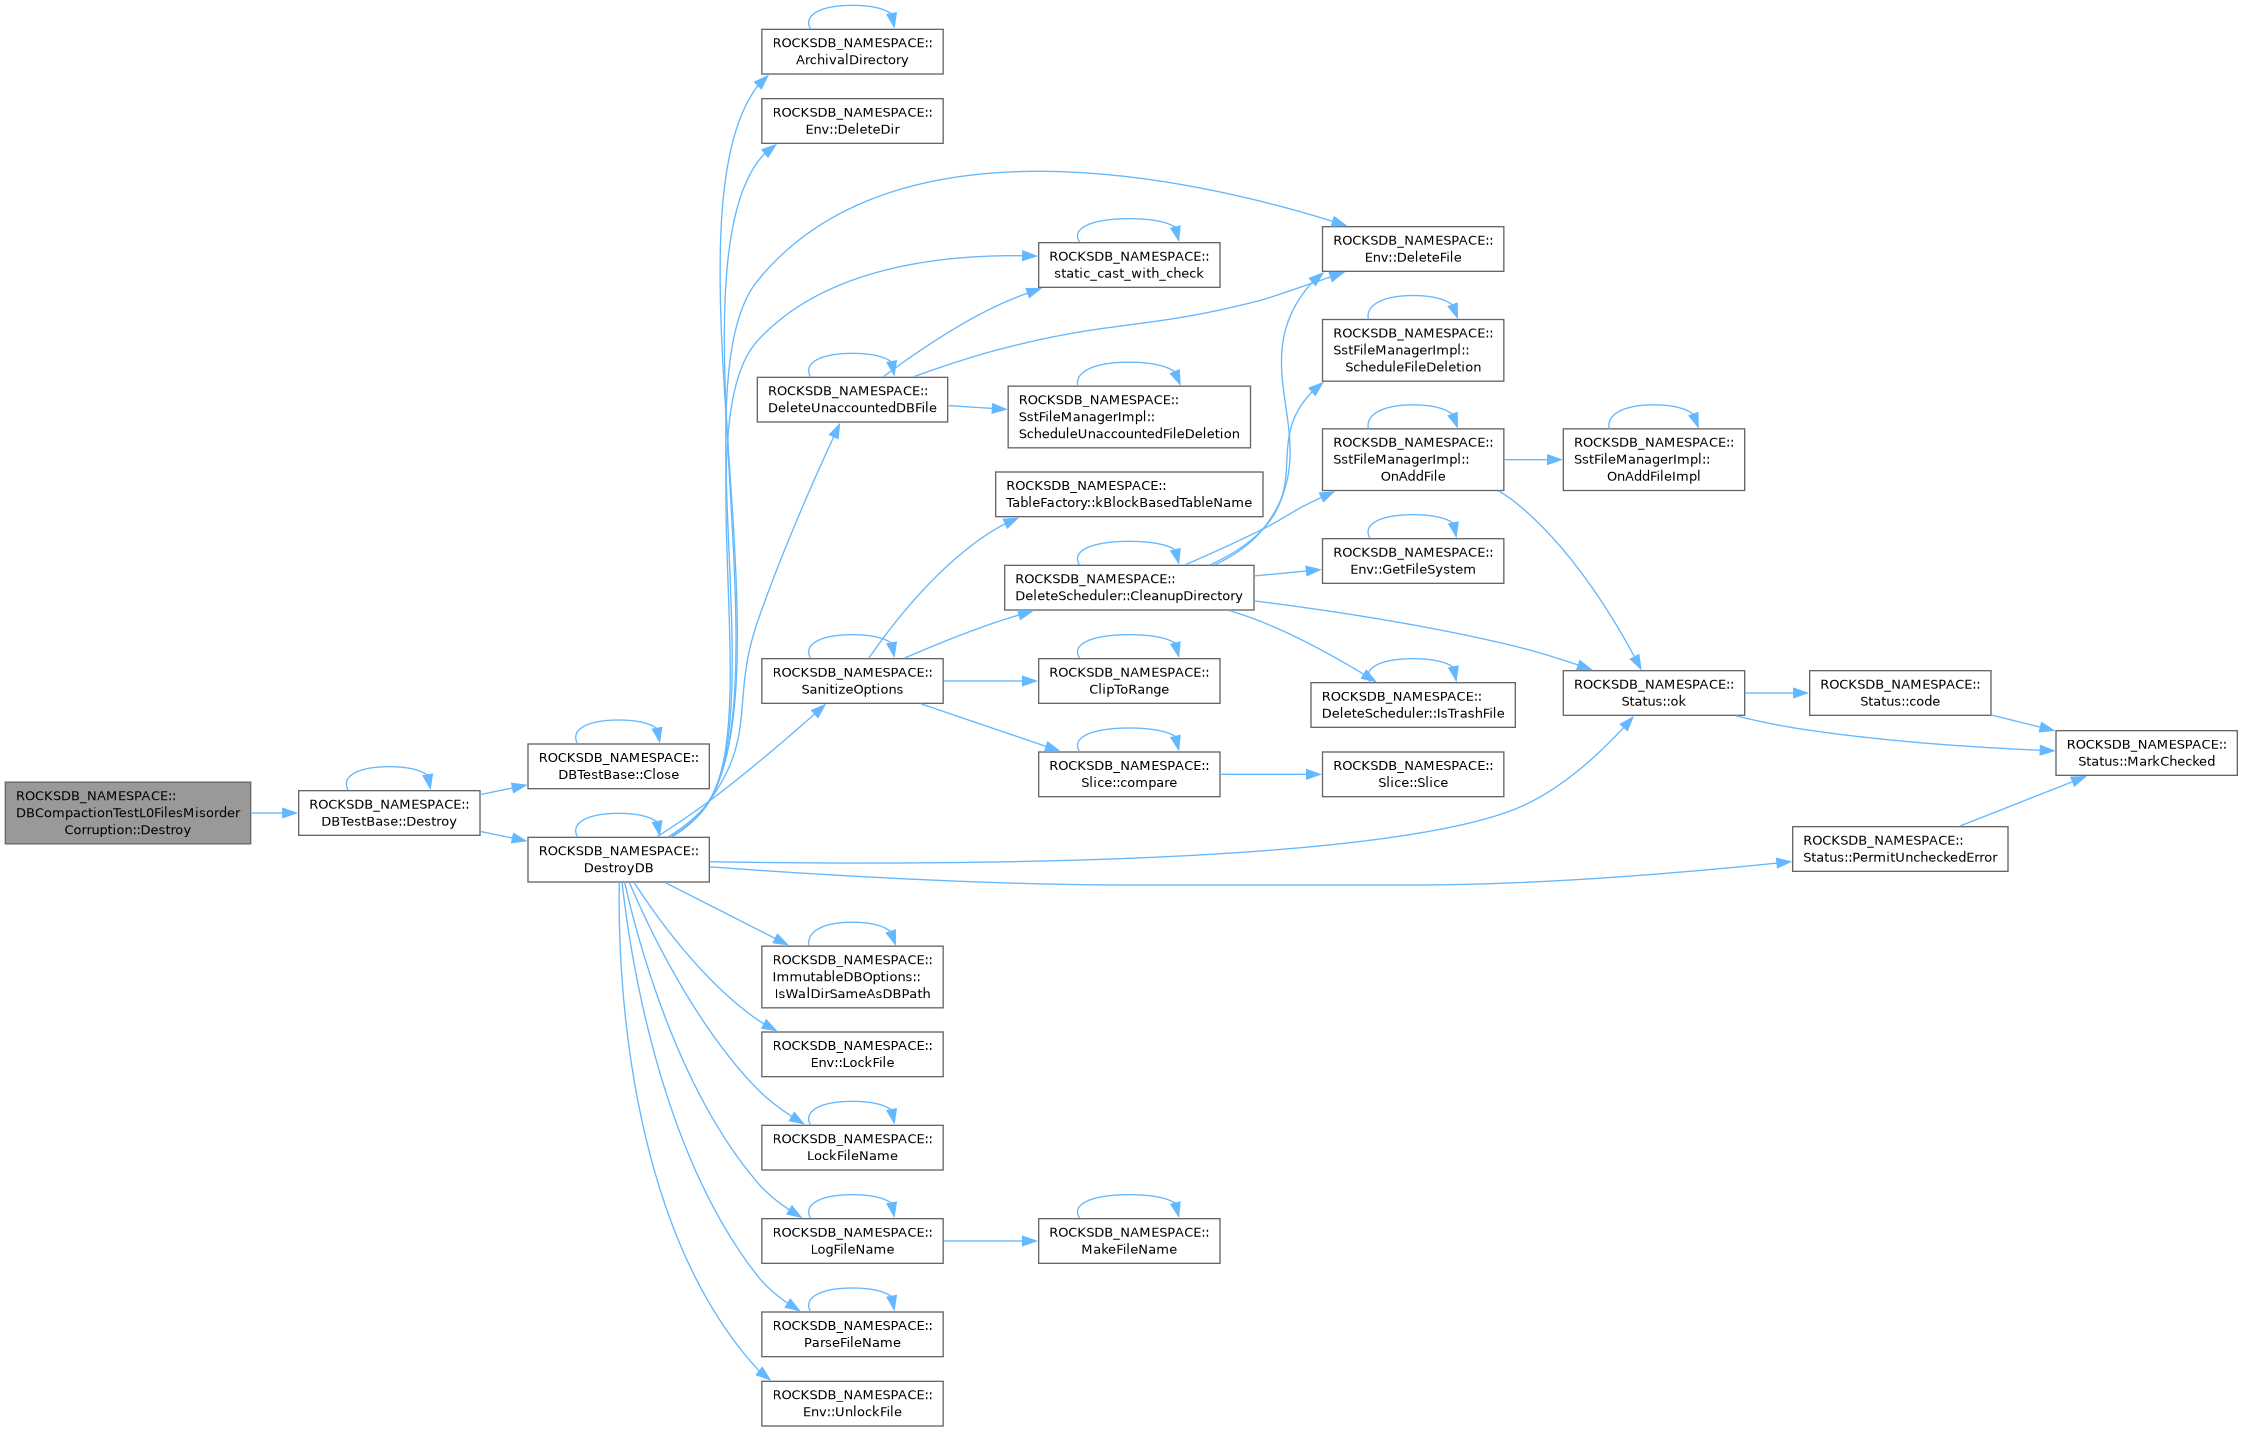 ROCKSDB_NAMESPACE::
DBCompactionTestL0FilesMisorder
Corruption::Destroy
ROCKSDB_NAMESPACE::
DBTestBase::Destroy
ROCKSDB_NAMESPACE::
DBTestBase::Close
ROCKSDB_NAMESPACE::
DestroyDB
ROCKSDB_NAMESPACE::
ArchivalDirectory
ROCKSDB_NAMESPACE::
Env::DeleteDir
ROCKSDB_NAMESPACE::
DeleteUnaccountedDBFile
ROCKSDB_NAMESPACE::
SanitizeOptions
ROCKSDB_NAMESPACE::
ImmutableDBOptions::
IsWalDirSameAsDBPath
ROCKSDB_NAMESPACE::
Env::LockFile
ROCKSDB_NAMESPACE::
LockFileName
ROCKSDB_NAMESPACE::
LogFileName
ROCKSDB_NAMESPACE::
ParseFileName
ROCKSDB_NAMESPACE::
Env::UnlockFile
ROCKSDB_NAMESPACE::
static_cast_with_check
ROCKSDB_NAMESPACE::
SstFileManagerImpl::
ScheduleUnaccountedFileDeletion
ROCKSDB_NAMESPACE::
TableFactory::kBlockBasedTableName
ROCKSDB_NAMESPACE::
DeleteScheduler::CleanupDirectory
ROCKSDB_NAMESPACE::
ClipToRange
ROCKSDB_NAMESPACE::
Slice::compare
ROCKSDB_NAMESPACE::
MakeFileName
ROCKSDB_NAMESPACE::
Env::DeleteFile
ROCKSDB_NAMESPACE::
SstFileManagerImpl::
ScheduleFileDeletion
ROCKSDB_NAMESPACE::
SstFileManagerImpl::
OnAddFile
ROCKSDB_NAMESPACE::
Env::GetFileSystem
ROCKSDB_NAMESPACE::
DeleteScheduler::IsTrashFile
ROCKSDB_NAMESPACE::
Slice::Slice
ROCKSDB_NAMESPACE::
SstFileManagerImpl::
OnAddFileImpl
ROCKSDB_NAMESPACE::
Status::ok
ROCKSDB_NAMESPACE::
Status::code
ROCKSDB_NAMESPACE::
Status::PermitUncheckedError
ROCKSDB_NAMESPACE::
Status::MarkChecked